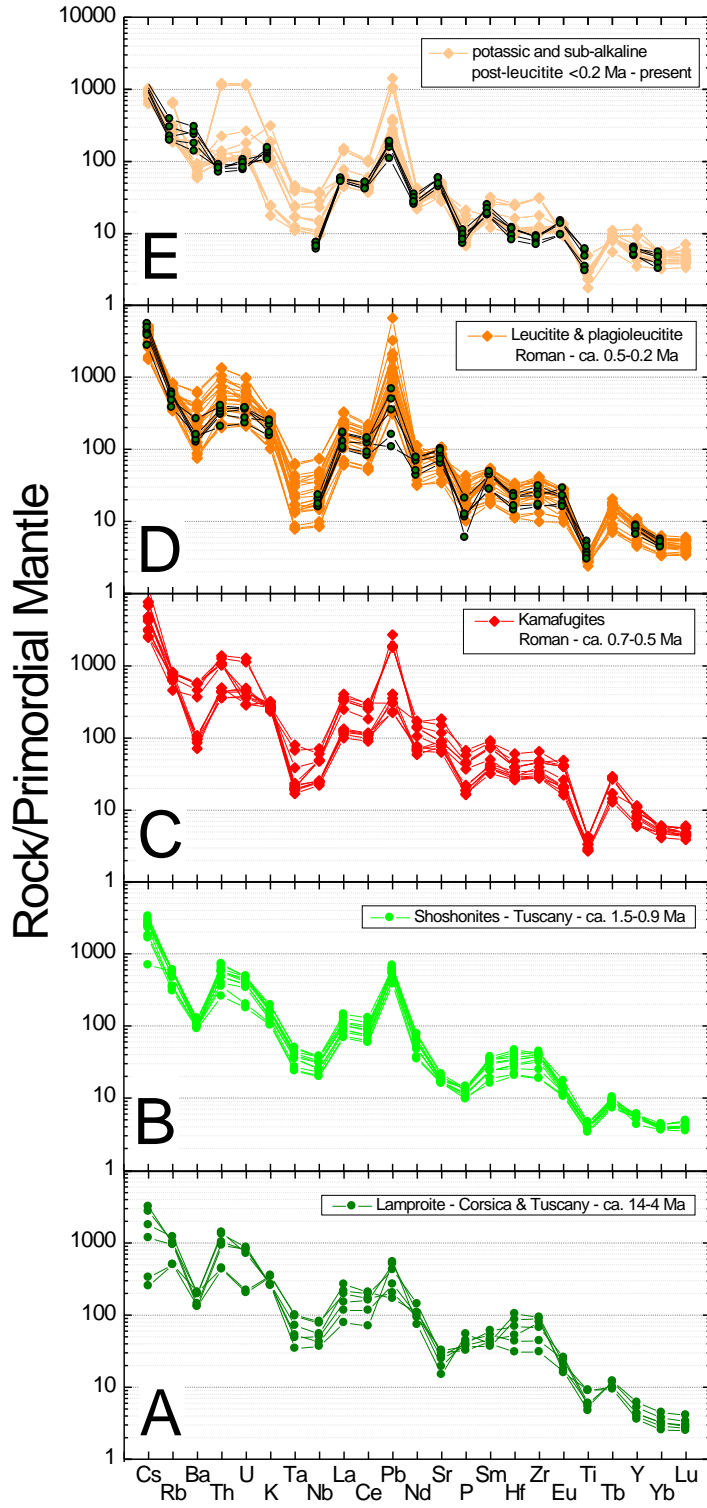 Rock/Primordial Mantle
10000
1000
100
10
1
potassic and sub-alkaline
post-leucitite <0.2 Ma - present
E
1000
100
10
1
Leucitite & plagioleucitite
Roman - ca. 0.5-0.2 Ma
D
1000
100
10
1
Kamafugites
Roman - ca. 0.7-0.5 Ma
C
1000
100
10
1
Shoshonites - Tuscany - ca. 1.5-0.9 Ma
B
1000
100
10
1
Lamproite - Corsica & Tuscany - ca. 14-4 Ma
A
Cs Ba U Ta La Pb Sr Sm Zr Ti Y Lu
Rb Th K Nb Ce Nd P Hf Eu Tb Yb